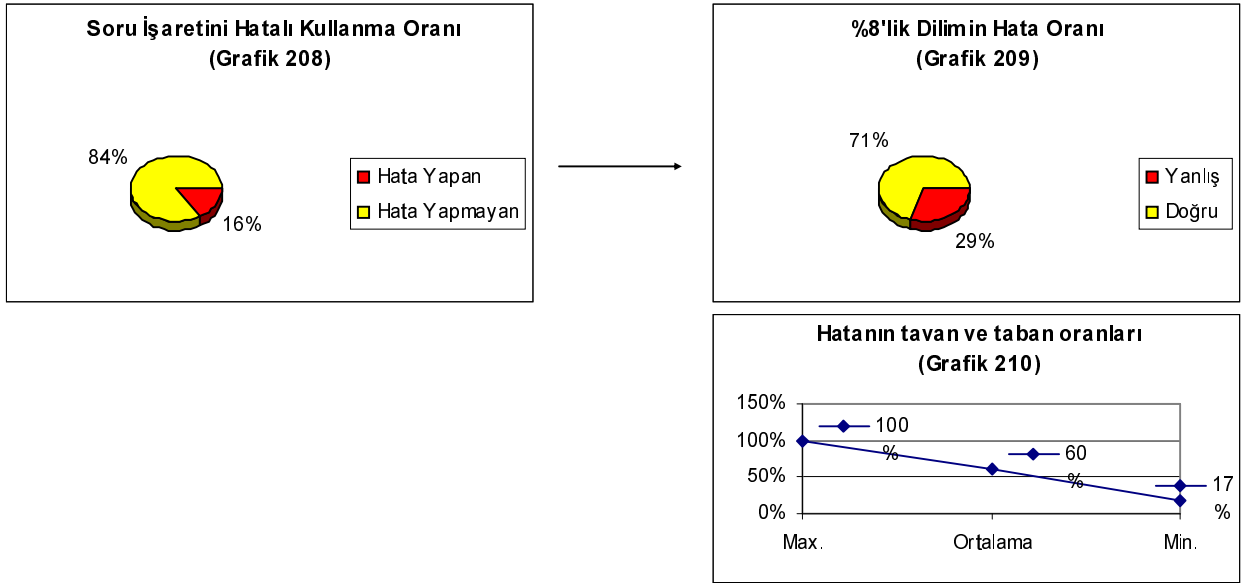 Soru İşaretini Hatalı Kullanma Oranı
(Grafik 208)
84%
16%
Hata Yapan
Hata Yapmayan
%8'lik Dilimin Hata Oranı
(Grafik 209)
71%
29%
Yanlış
Doğru
Hatanın tavan ve taban oranları
(Grafik 210)
150%
100%
50%
0%
100
%
60
%
17
%
Max.
Ortalama
Min.